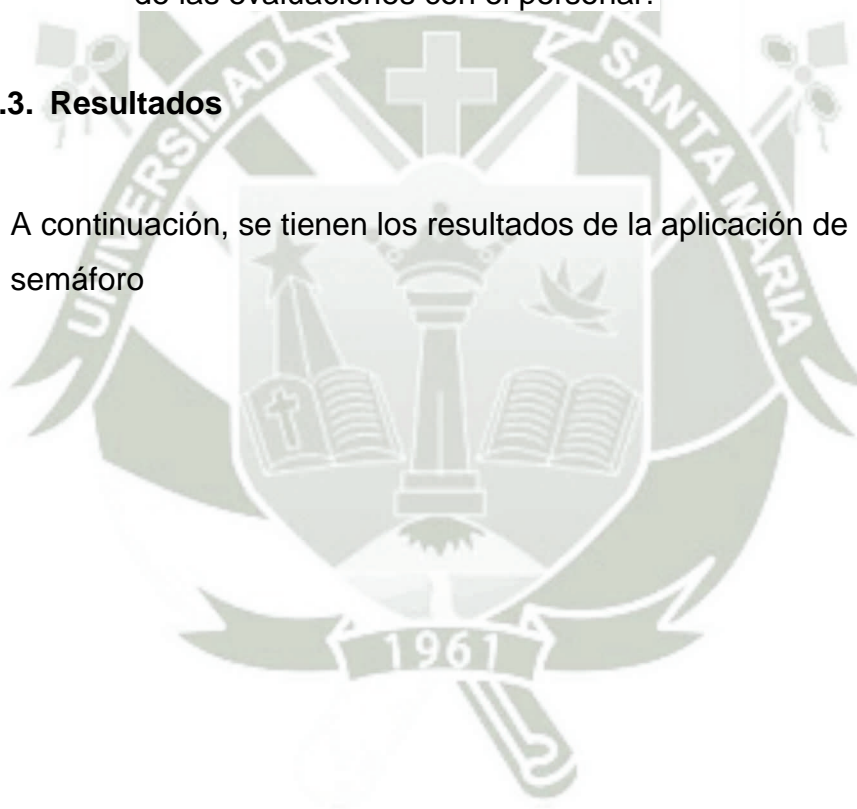 de las evaluaciones con el personal.
.3. Resultados
A continuación, se tienen los resultados de la aplicación de
semáforo
UNIVERSIDAD SANTA MARIA
1961